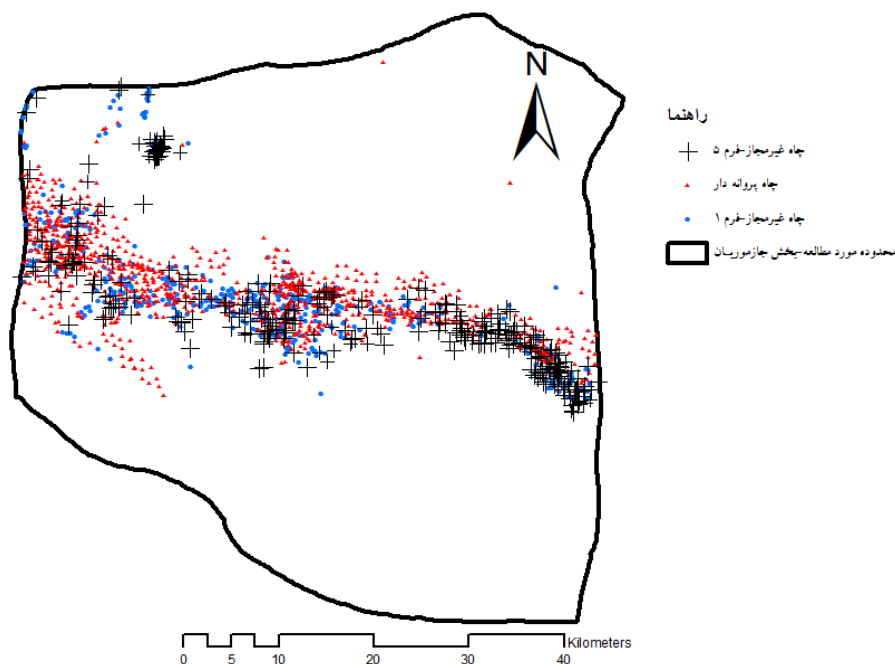 N
راهنما
چاه غیرمجاز-فرم ۵
چاه پروانه دار
چاه غیرمجاز-فرم ۱
محدوده مورد مطالعه-بخش جازموریان
Kilometers
0 5 10 20 30 40